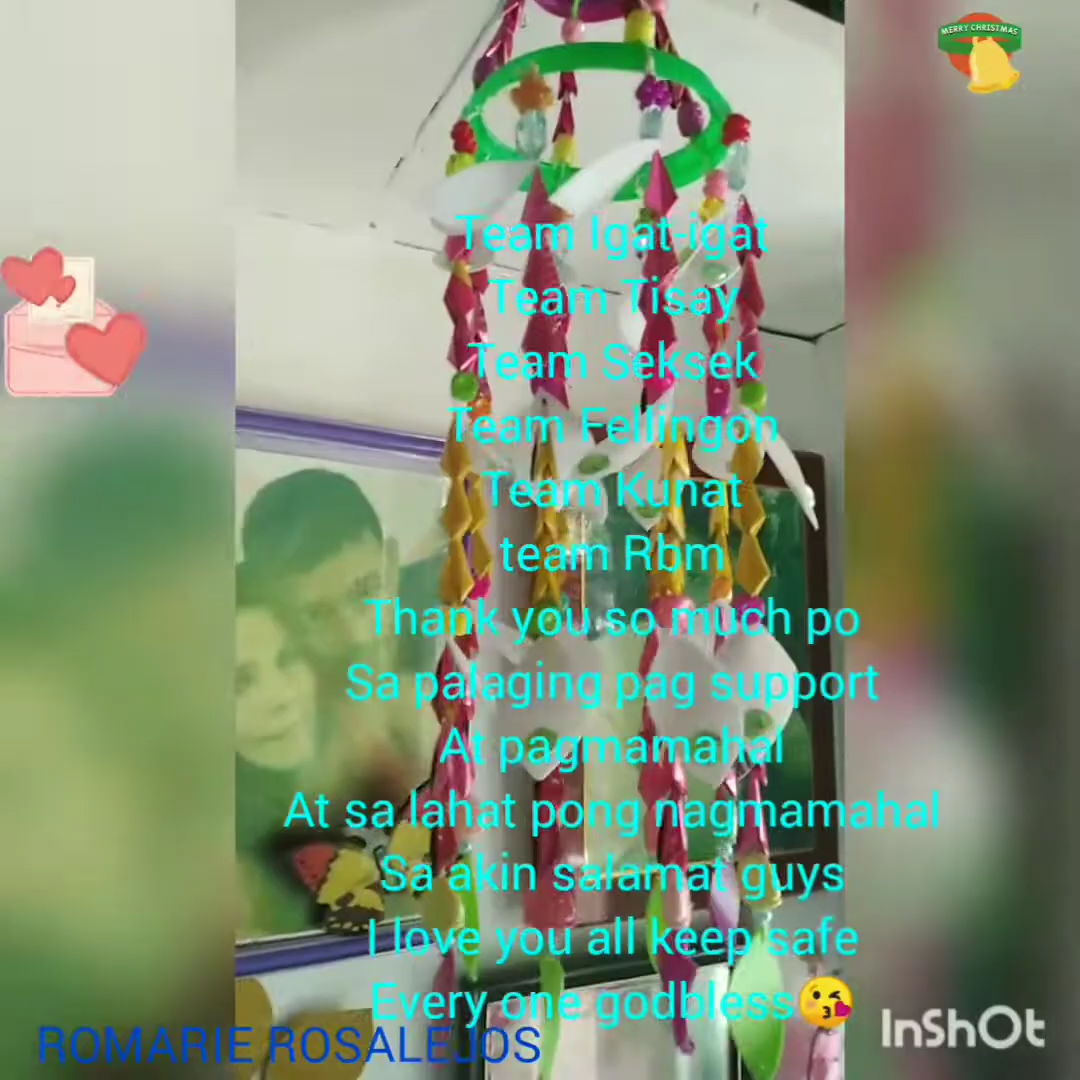 MERRY CHRISTMAS
Team Igat-igat
Team Tisay
Team Seksek
Team Fellingon
Team Kunat
team Rbm
Thank you so much po
Sa palaging pag support
At pagmamahal
At sa lahat pong nagmamahal
Sa akin salamat guys
I love you all keep safe
Every one godbless😘
ROMARIE ROSALEJOS
InShOt